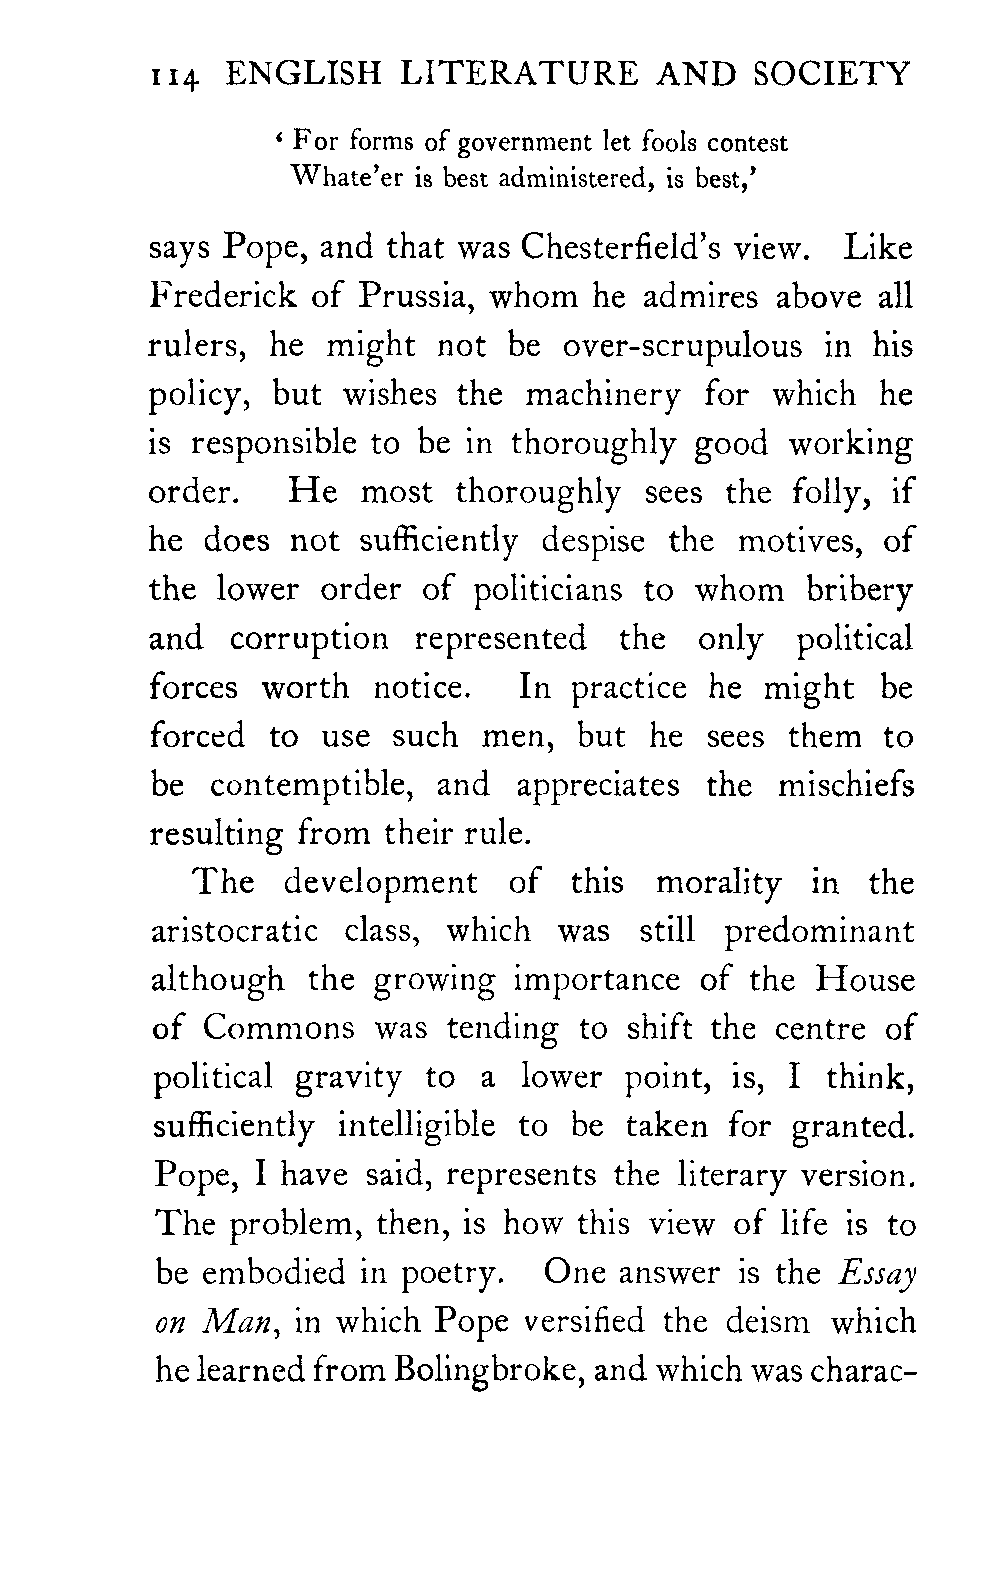 114 ENGLISH LITERATURE AND SOCIETY
‘ For forms of government let fools contest
Whate’er is best administered, is best,’
says Pope, and that was Chesterfield’s view. Like
Frederick of Prussia, whom he admires above all
rulers, he might not be over-scrupulous in his
policy, but wishes the machinery for which he
is responsible to be in thoroughly good working
order. He most thoroughly sees the folly, if
he does not sufficiently despise the motives, of
the lower order of politicians to whom bribery
and corruption represented the only political
forces worth notice. In practice he might be
forced to use such men, but he sees them to
be contemptible, and appreciates the mischiefs
resulting from their rule.
The development of this morality in the
aristocratic class, which was still predominant
although the growing importance of the House
of Commons was tending to shift the centre of
political gravity to a lower point, is, I think,
sufficiently intelligible to be taken for granted.
Pope, I have said, represents the literary version.
The problem, then, is how this view of life is to
be embodied in poetry. One answer is the Essay
on Man, in which Pope versified the deism which
he learned from Bolingbroke, and which was charac-